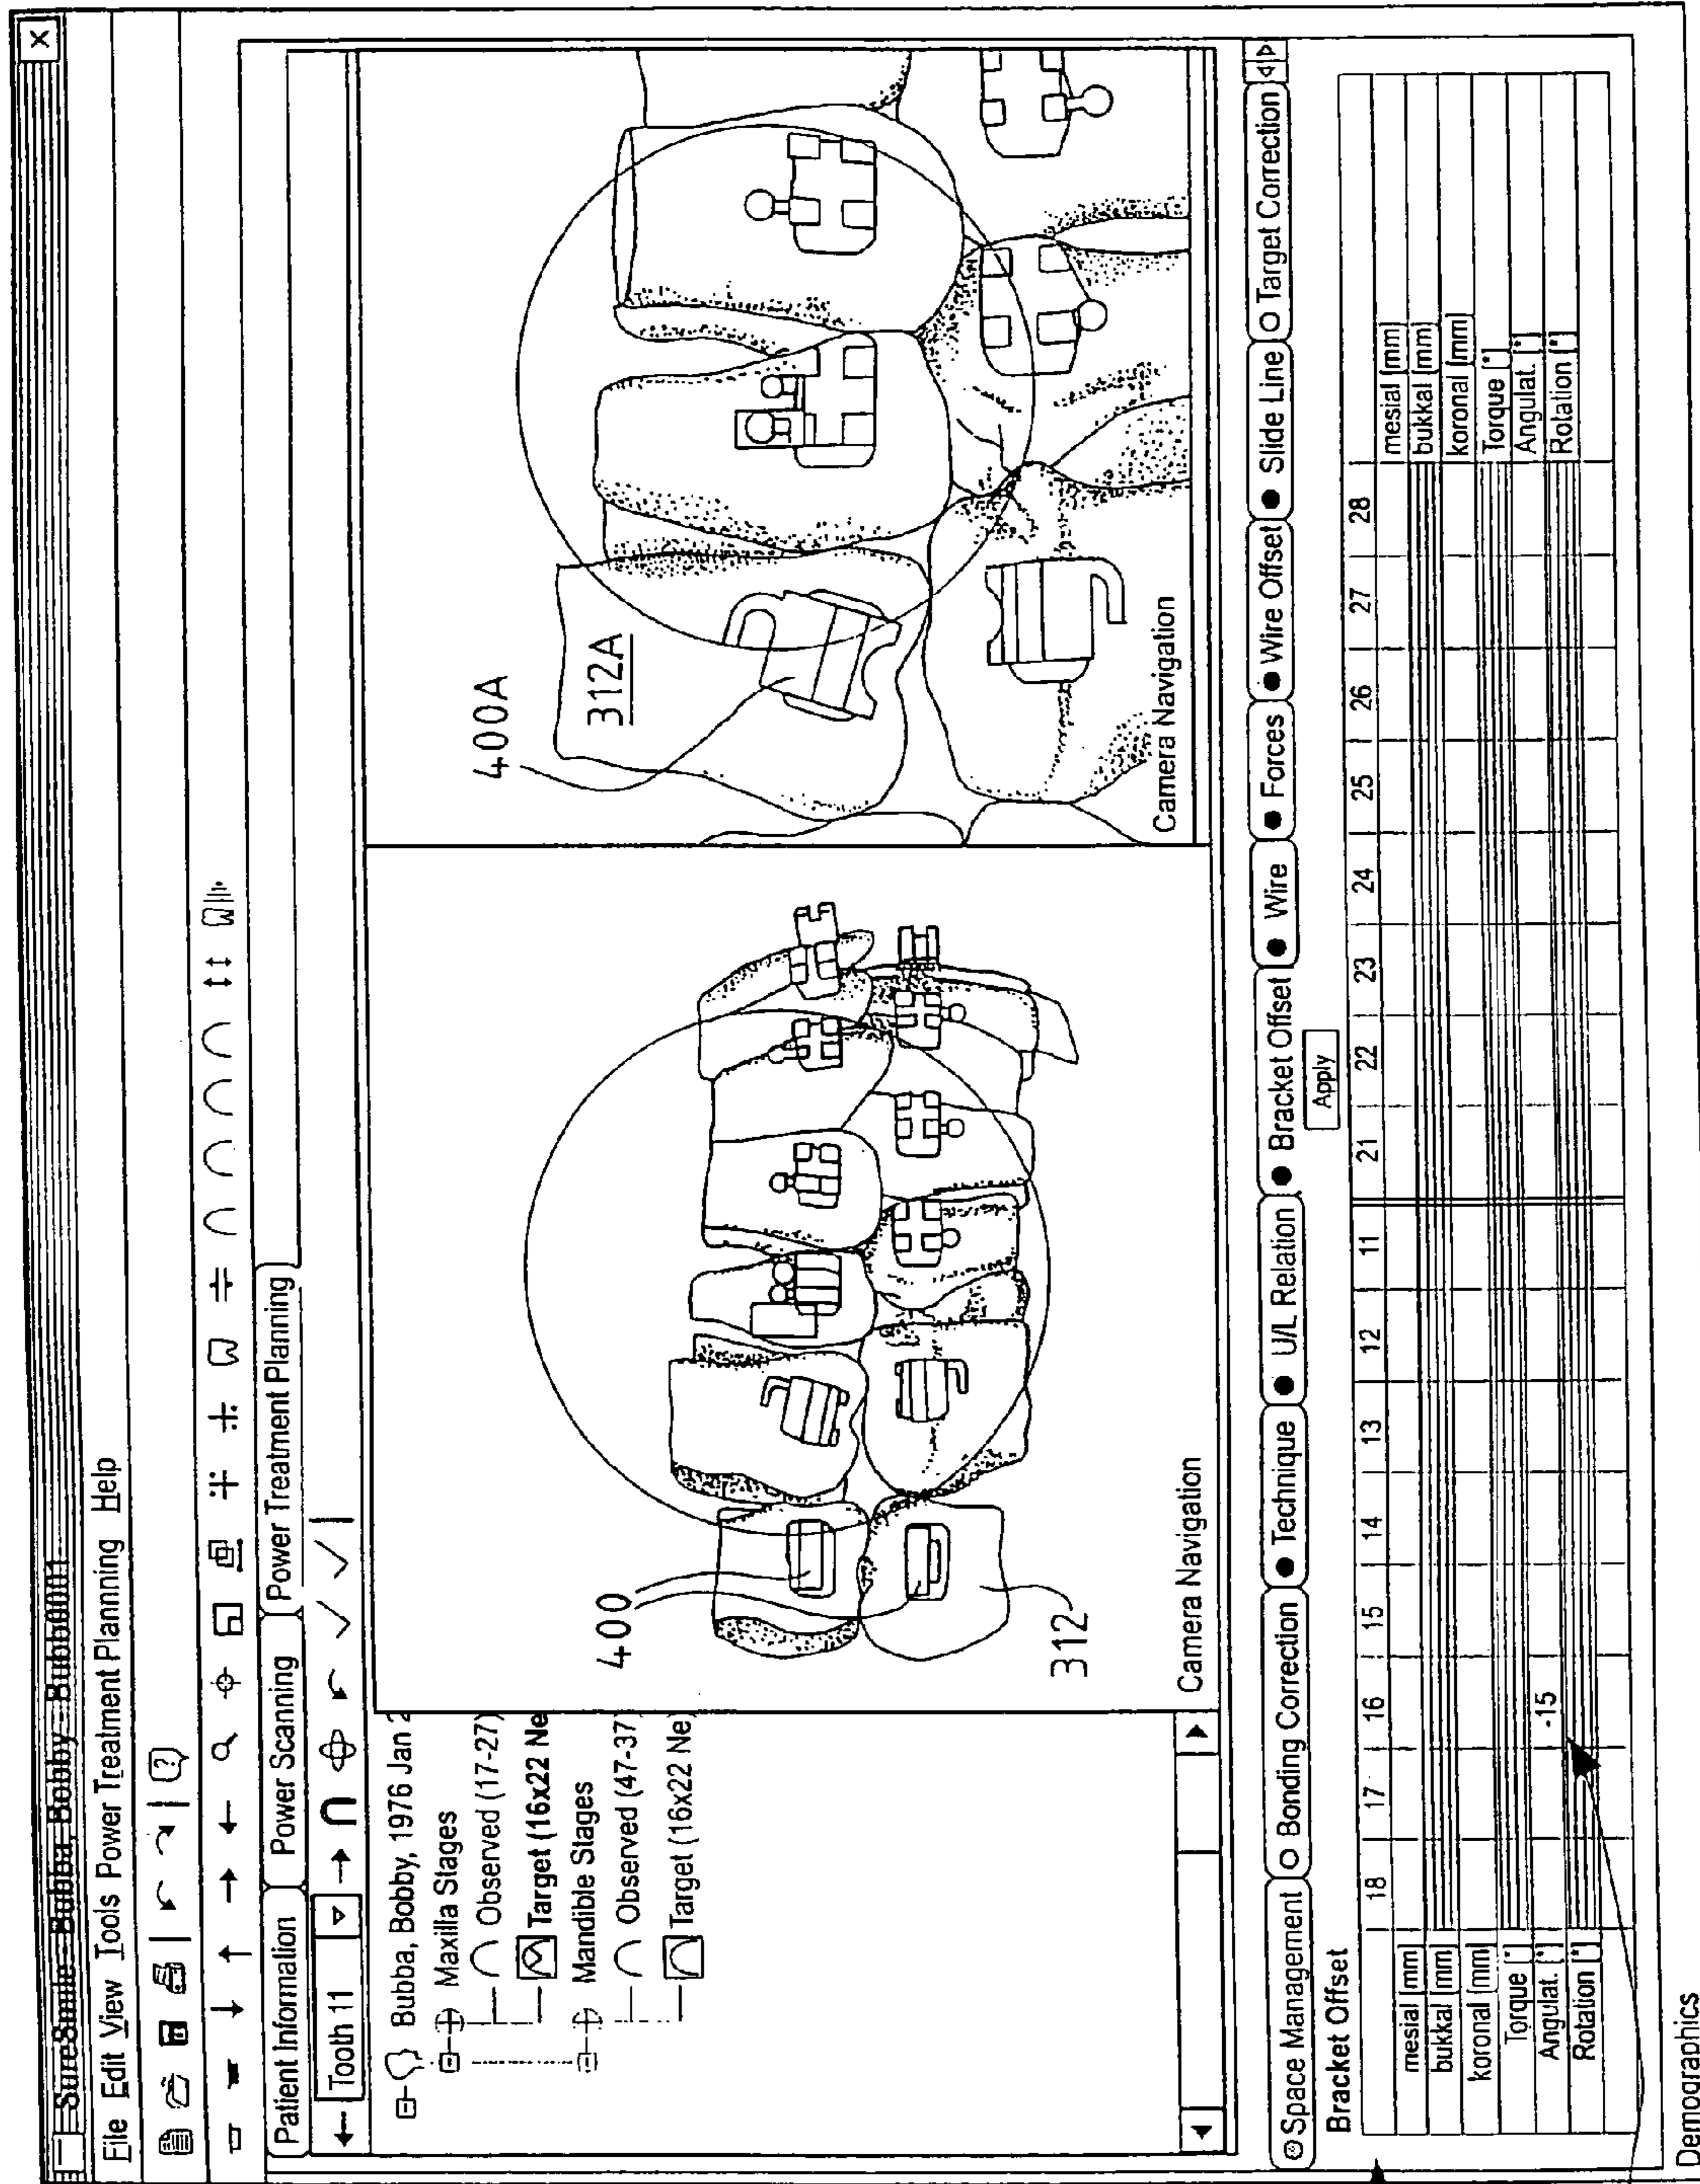 SureSmile - Bubba, Bobby Bubb0001
X
File Edit View Tools Power Treatment Planning Help
?
Patient Information Power Scanning Power Treatment Planning
Tooth 11
Bubba, Bobby, 1976 Jan 2
Maxilla Stages
Observed (17-27)
Target (16x22 Ne
Mandible Stages
Observed (47-37)
Target (16x22 Ne
400
312
Camera Navigation
400A
312A
Camera Navigation
Space Management Bonding Correction Technique U/L Relation Bracket Offset Wire Forces Wire Offset Slide Line Target Correction
Bracket Offset
Apply
18 17 16 15 14 13 12 11 21 22 23 24 25 26 27 28
mesial [mm] mesial [mm]
bukkal [mm] bukkal [mm]
koronal [mm] koronal [mm]
Torque [°] Torque [°]
Angulat. [°] -15 Angulat. [°]
Rotation [°] Rotation [°]
Demographics